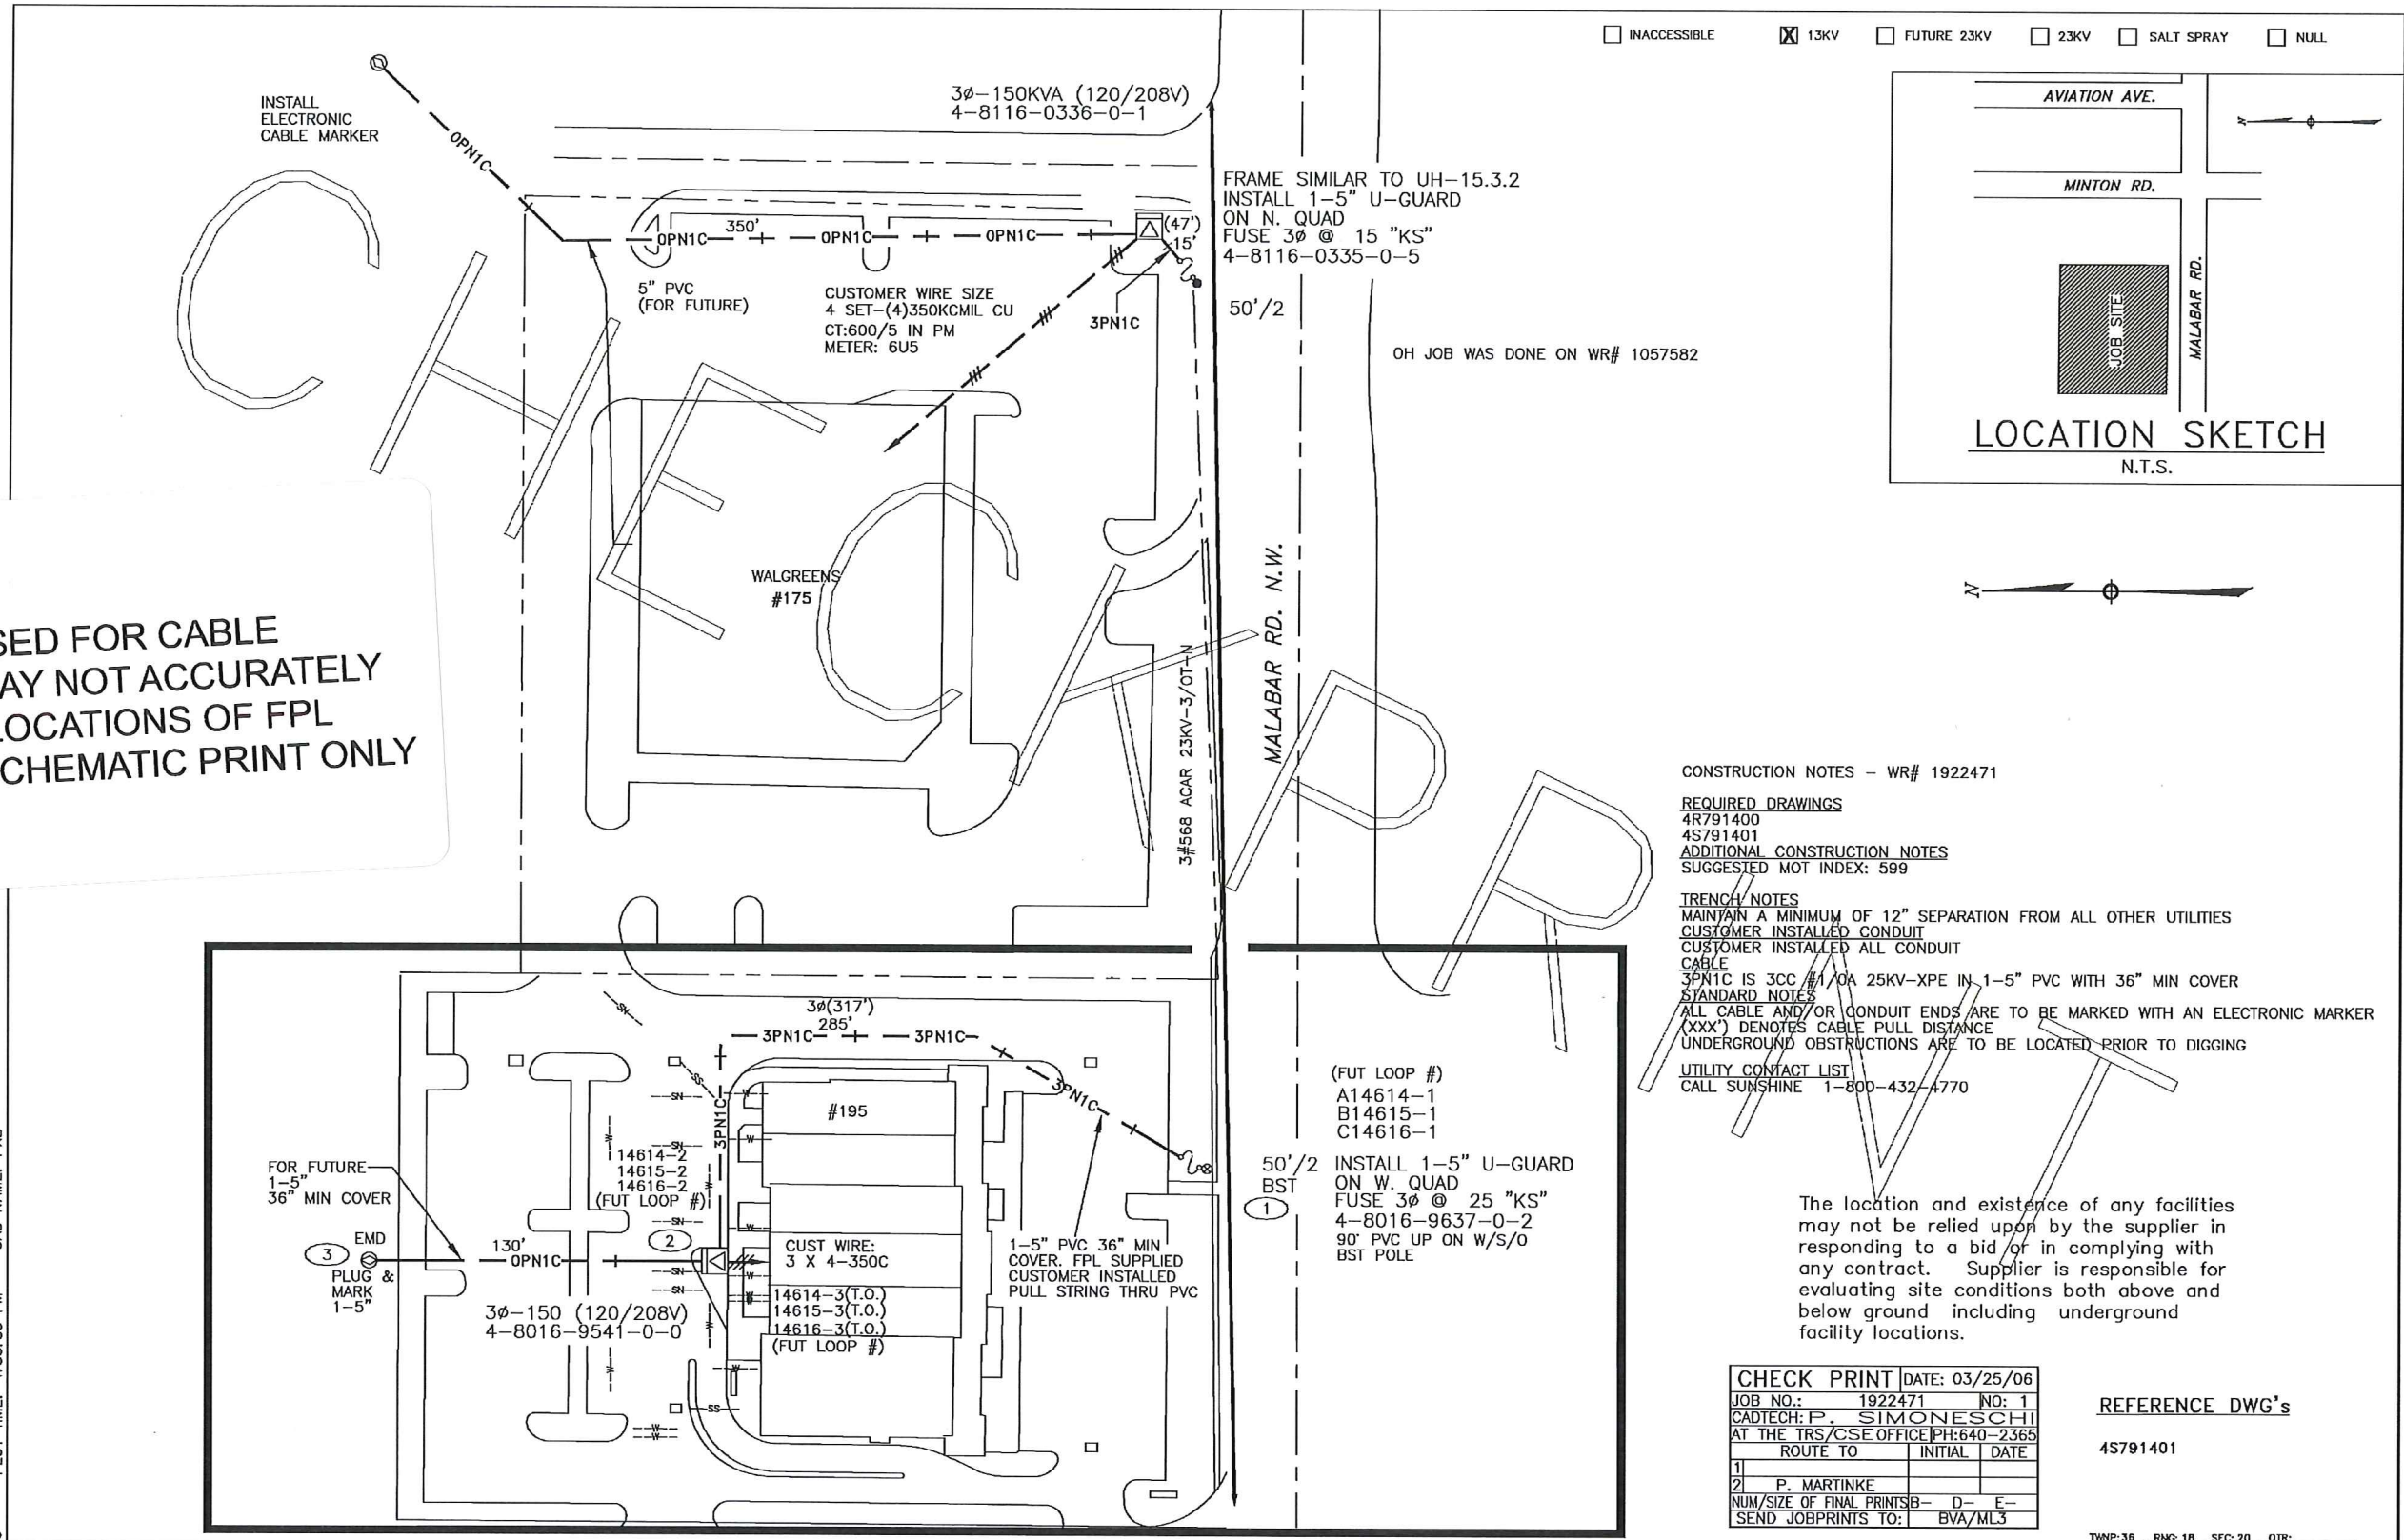 INACCESSIBLE
X 13KV
FUTURE 23KV
23KV
SALT SPRAY
NULL
AVIATION AVE.
N
MINTON RD.
MALABAR RD.
JOB SITE
LOCATION SKETCH
N.T.S.
INSTALL
ELECTRONIC
CABLE MARKER
0PN1C
3ø-150KVA (120/208V)
4-8116-0336-0-1
FRAME SIMILAR TO UH-15.3.2
INSTALL 1-5" U-GUARD
ON N. QUAD
FUSE 3ø @ 15 "KS"
4-8116-0335-0-5
50'/2
350'
0PN1C
0PN1C
0PN1C
(47')
15'
5" PVC
(FOR FUTURE)
CUSTOMER WIRE SIZE
4 SET-(4)350KCMIL CU
CT:600/5 IN PM
METER: 6U5
3PN1C
OH JOB WAS DONE ON WR# 1057582
CHECK PRINT
WALGREENS
#175
3#568 ACAR 23KV-3/0T-N
MALABAR RD. N.W.
N
SED FOR CABLE
AY NOT ACCURATELY
LOCATIONS OF FPL
CHEMATIC PRINT ONLY
CONSTRUCTION NOTES - WR# 1922471
REQUIRED DRAWINGS
4R791400
4S791401
ADDITIONAL CONSTRUCTION NOTES
SUGGESTED MOT INDEX: 599
TRENCH NOTES
MAINTAIN A MINIMUM OF 12" SEPARATION FROM ALL OTHER UTILITIES
CUSTOMER INSTALLED CONDUIT
CUSTOMER INSTALLED ALL CONDUIT
CABLE
3PN1C IS 3CC #1/0A 25KV-XPE IN 1-5" PVC WITH 36" MIN COVER
STANDARD NOTES
ALL CABLE AND/OR CONDUIT ENDS ARE TO BE MARKED WITH AN ELECTRONIC MARKER
(XXX') DENOTES CABLE PULL DISTANCE
UNDERGROUND OBSTRUCTIONS ARE TO BE LOCATED PRIOR TO DIGGING
UTILITY CONTACT LIST
CALL SUNSHINE 1-800-432-4770
3ø(317')
285'
3PN1C
3PN1C
3PN1C
3PN1C
#195
14614-2
14615-2
14616-2
(FUT LOOP #)
FOR FUTURE
1-5"
36" MIN COVER
EMD
3
PLUG &
MARK
1-5"
130'
0PN1C
2
3ø-150 (120/208V)
4-8016-9541-0-0
CUST WIRE:
3 X 4-350C
14614-3(T.O.)
14615-3(T.O.)
14616-3(T.O.)
(FUT LOOP #)
1-5" PVC 36" MIN
COVER. FPL SUPPLIED
CUSTOMER INSTALLED
PULL STRING THRU PVC
(FUT LOOP #)
A14614-1
B14615-1
C14616-1
50'/2
BST
1
INSTALL 1-5" U-GUARD
ON W. QUAD
FUSE 3ø @ 25 "KS"
4-8016-9637-0-2
90° PVC UP ON W/S/O
BST POLE
The location and existence of any facilities
may not be relied upon by the supplier in
responding to a bid or in complying with
any contract. Supplier is responsible for
evaluating site conditions both above and
below ground including underground
facility locations.
CHECK PRINT DATE: 03/25/06
JOB NO.: 1922471 NO: 1
CADTECH: P. SIMONESCHI
AT THE TRS/CSE OFFICE PH:640-2365
ROUTE TO INITIAL DATE
1
2 P. MARTINKE
NUM/SIZE OF FINAL PRINTS B- D- E-
SEND JOBPRINTS TO: BVA/ML3
REFERENCE DWG's
4S791401